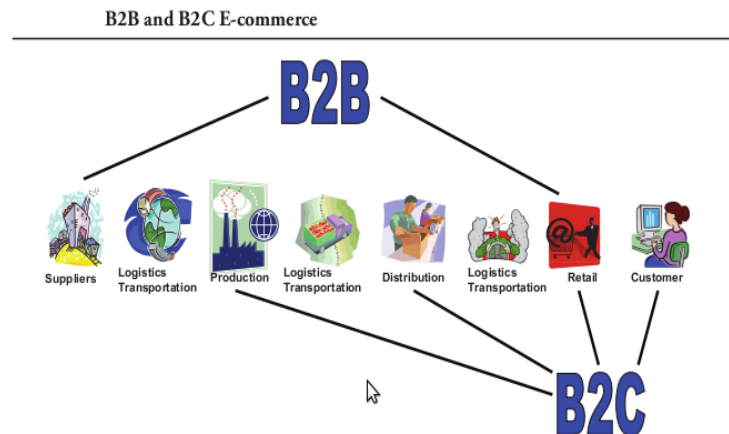 B2B and B2C E-commerce
B2B
Suppliers
Logistics
Transportation
Production
Logistics
Transportation
Distribution
Logistics
Transportation
Retail
Customer
B2C